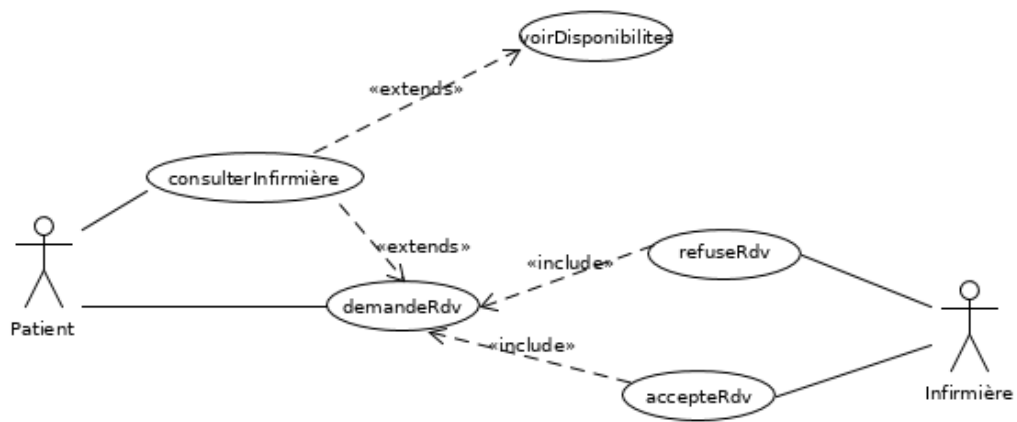 voirDisponibilites
«extends»
consulterInfirmière
«extends»
refuseRdv
«include»
demandeRdv
Patient
«include»
accepteRdv
Infirmière